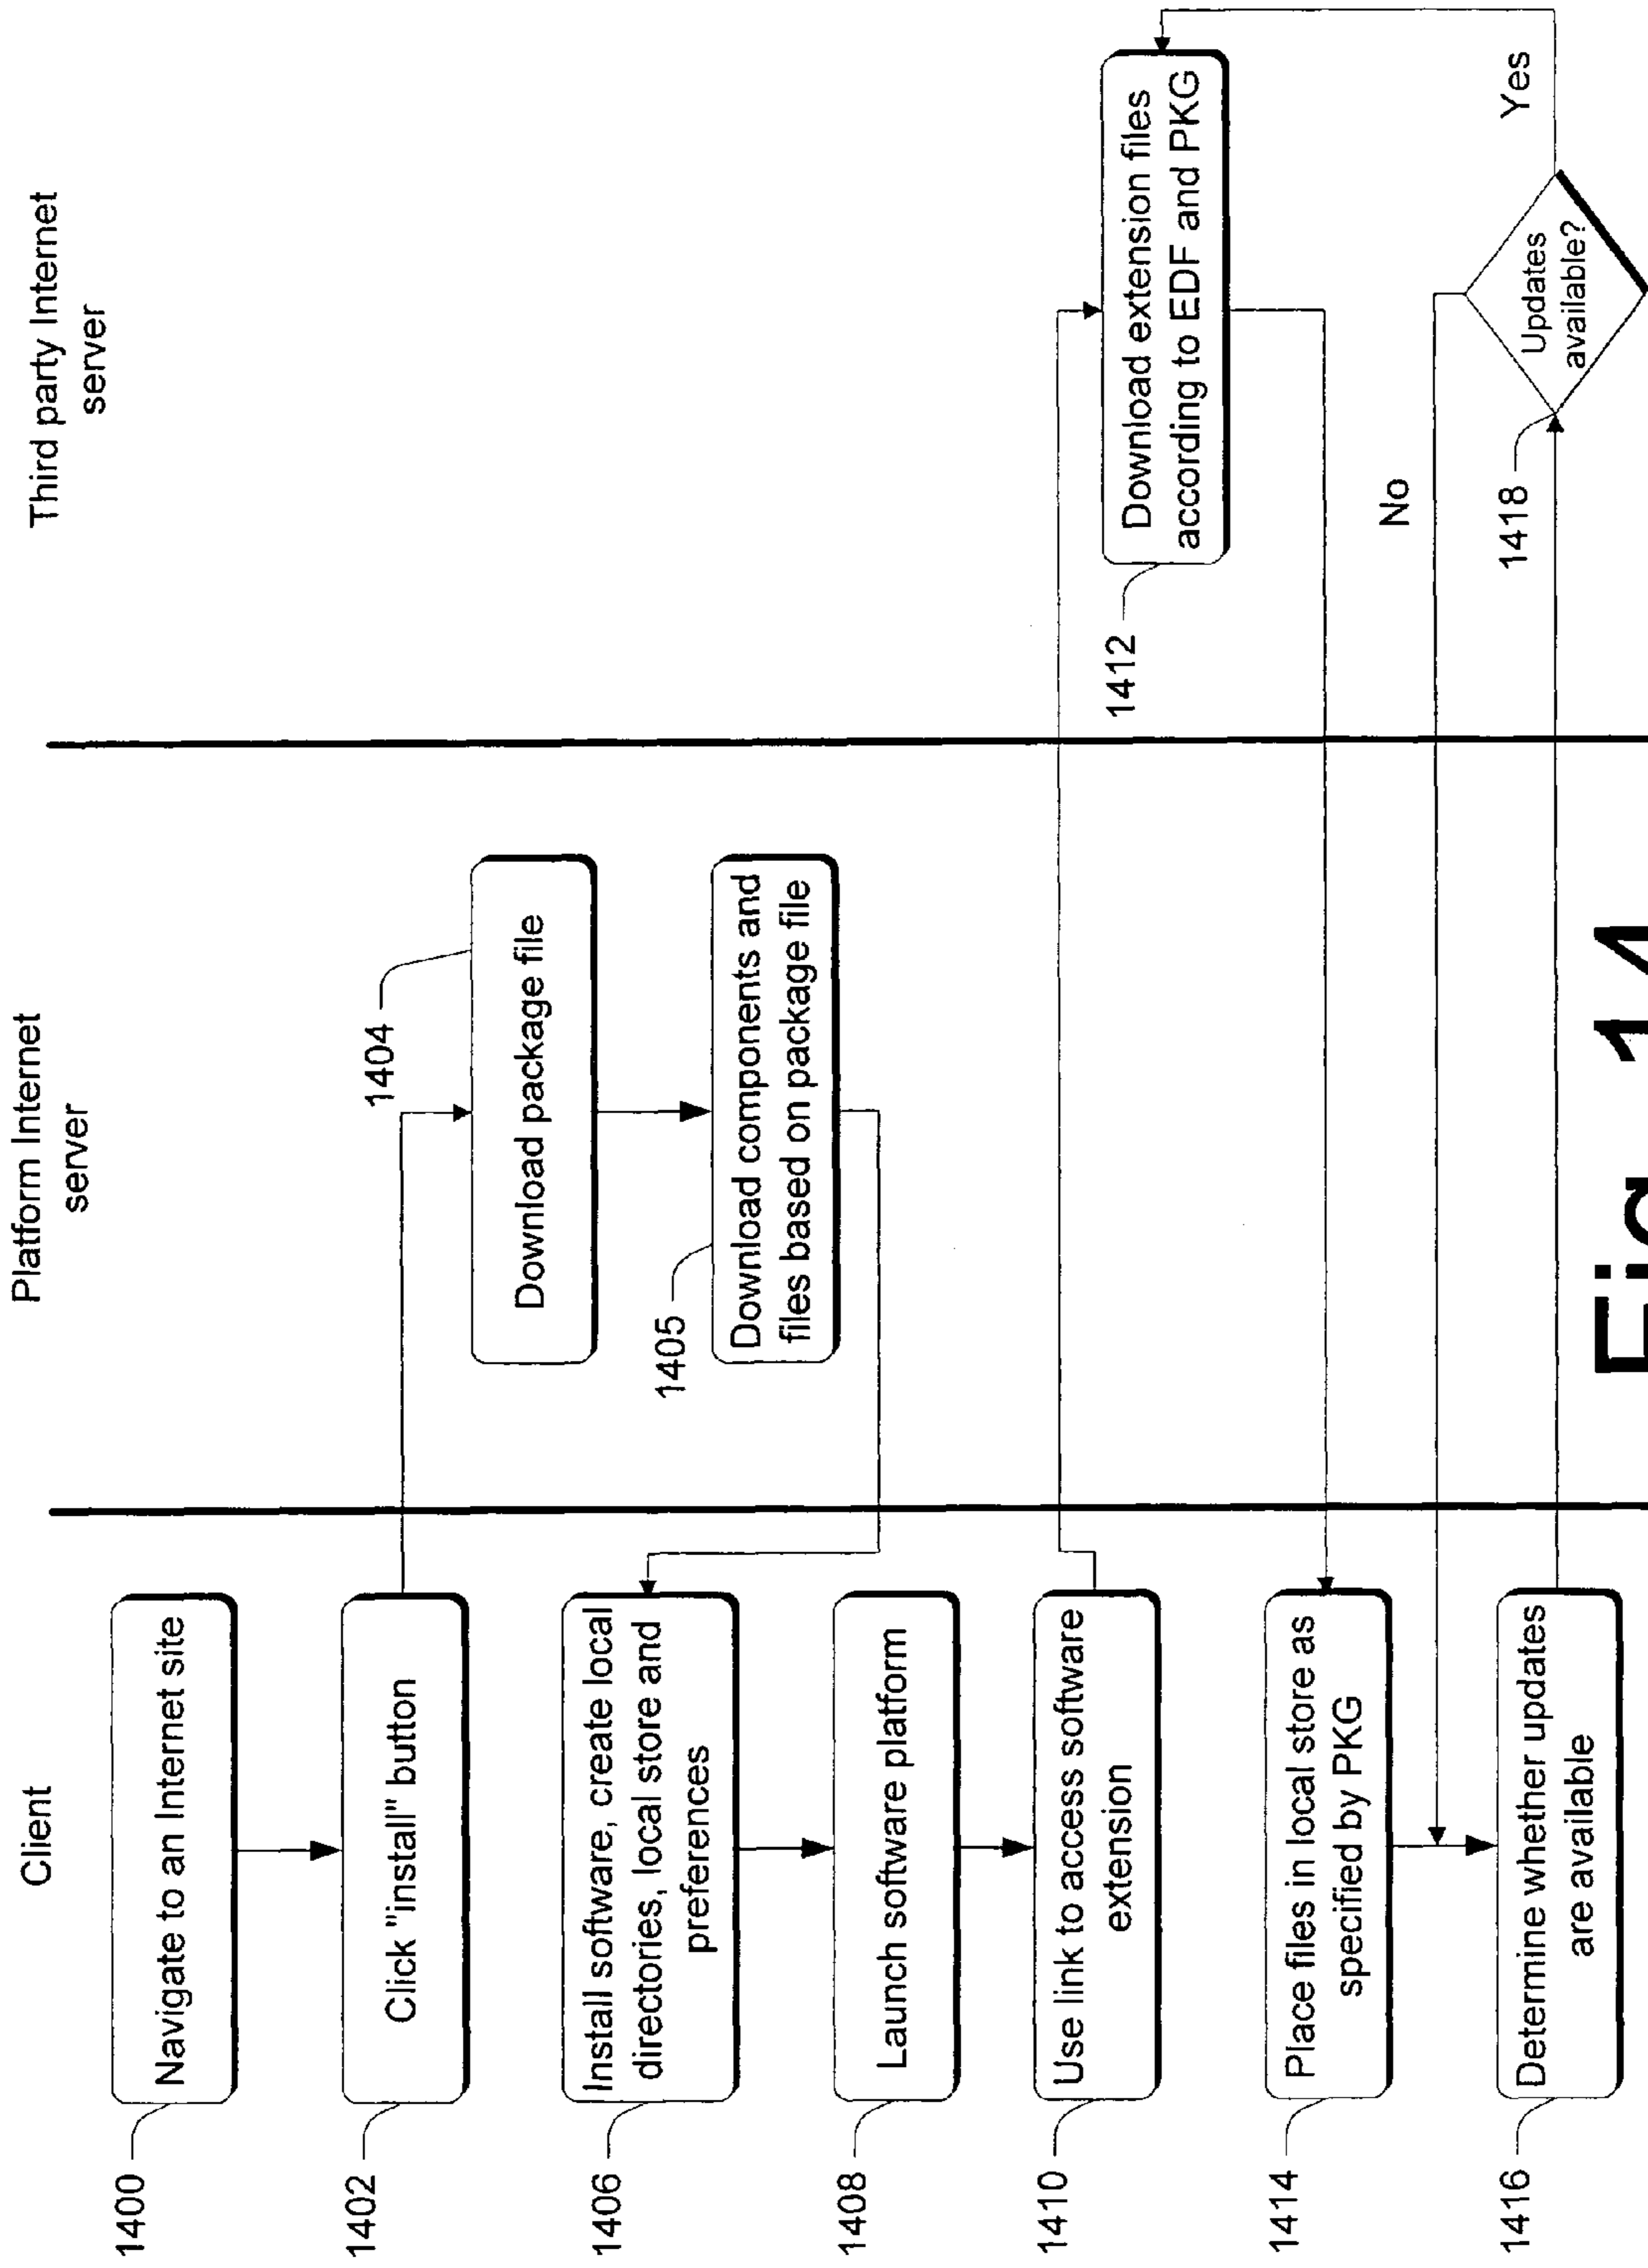 Client
Platform Internet
server
Third party Internet
server
1400
Navigate to an Internet site
1402
Click "install" button
1404
Download package file
1405
Download components and
files based on package file
1406
Install software, create local
directories, local store and
preferences
1408
Launch software platform
1410
Use link to access software
extension
1412
Download extension files
according to EDF and PKG
1414
Place files in local store as
specified by PKG
No
1416
Determine whether updates
are available
1418
Updates
available?
Yes
Fig. 14